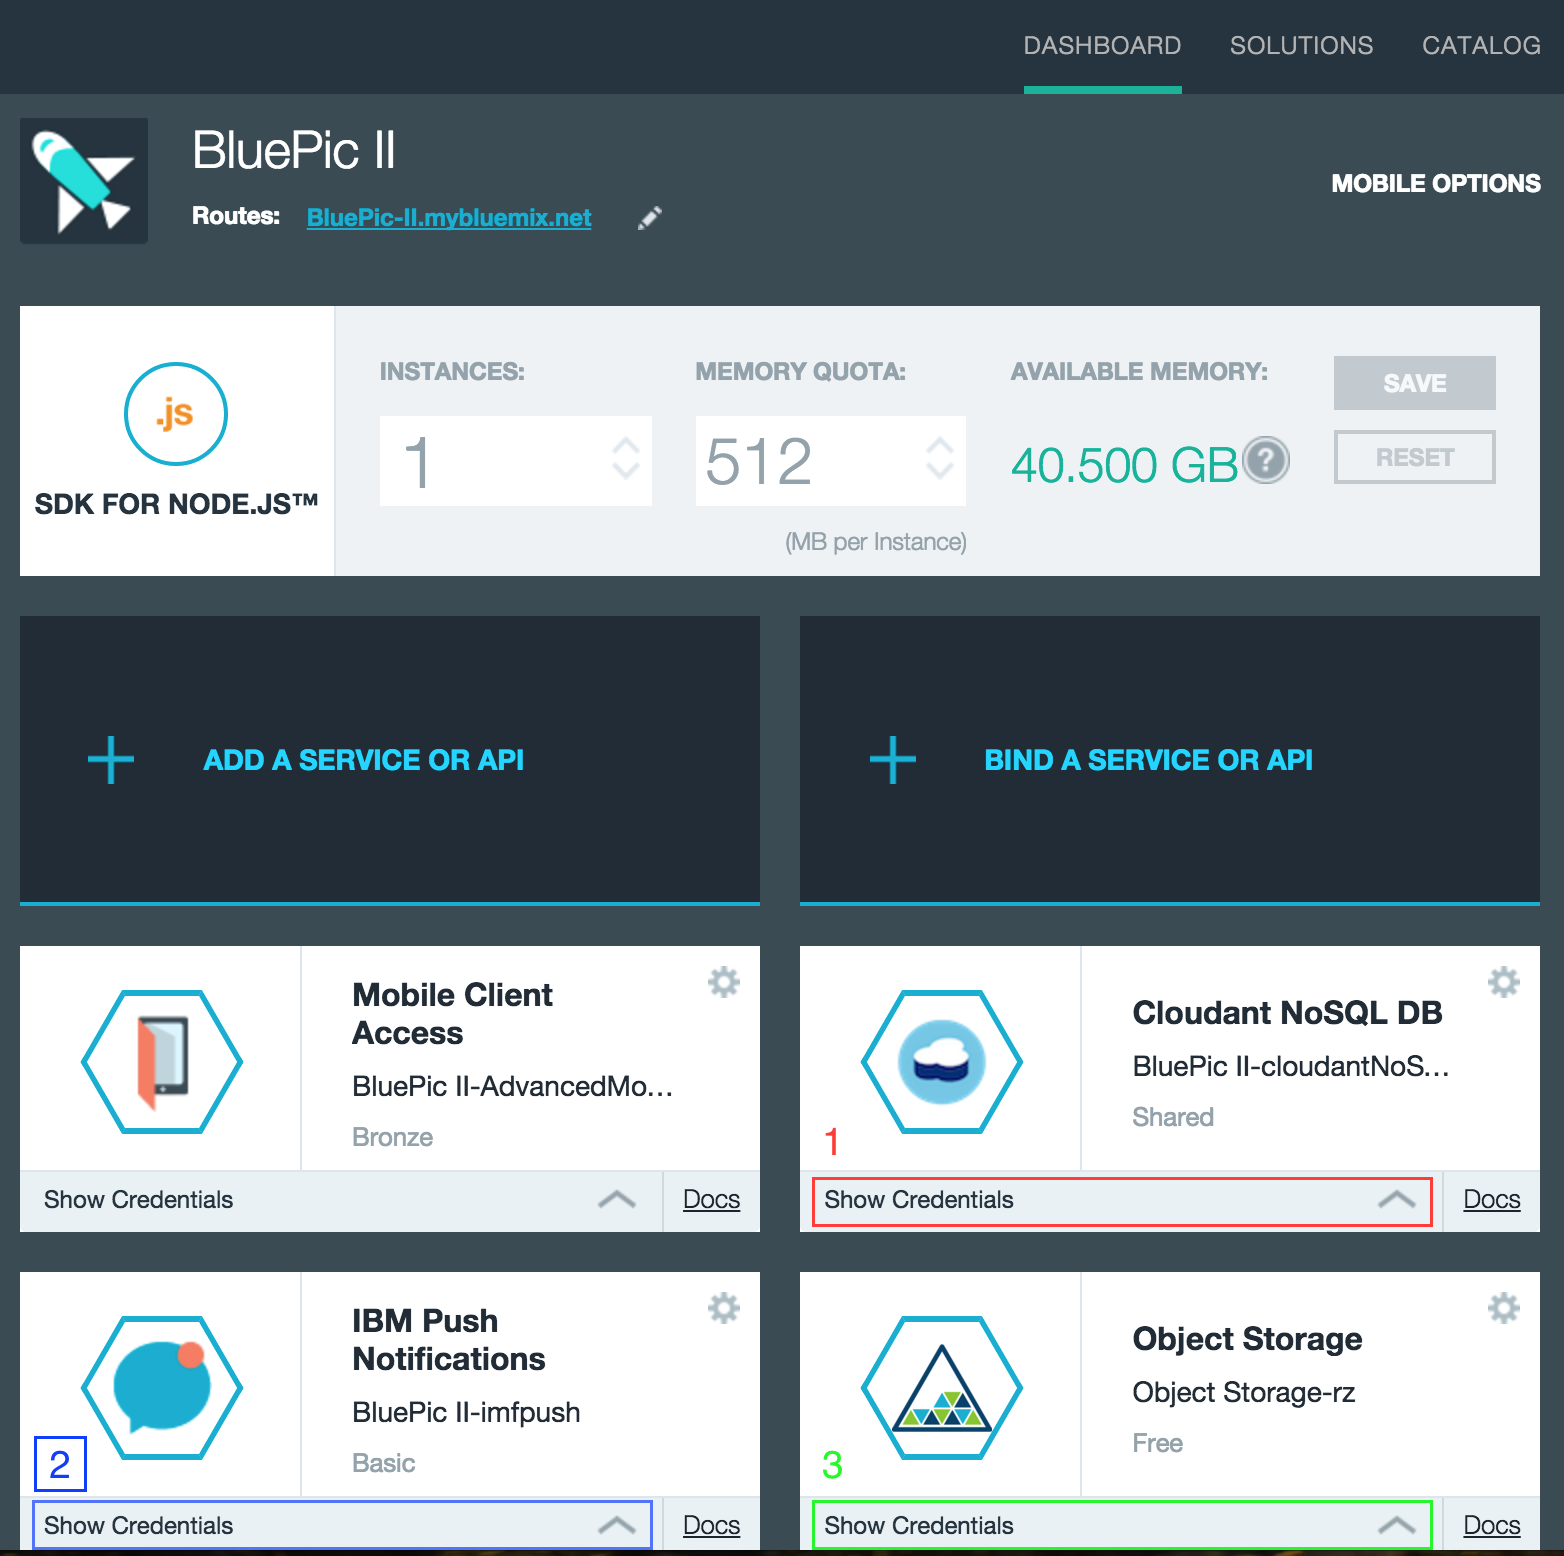 DASHBOARD SOLUTIONS CATALOG
BluePic II
MOBILE OPTIONS
Routes: BluePic-II.mybluemix.net
.js
SDK FOR NODE.JS™
INSTANCES: MEMORY QUOTA: AVAILABLE MEMORY:
1 512 40.500 GB ?
(MB per Instance)
SAVE
RESET
ADD A SERVICE OR API
BIND A SERVICE OR API
Mobile Client
Access
BluePic II-AdvancedMo...
Bronze
Show Credentials Docs
Cloudant NoSQL DB
BluePic II-cloudantNoS...
Shared
1
Show Credentials Docs
IBM Push
Notifications
BluePic II-imfpush
Basic
2
Show Credentials Docs
Object Storage
Object Storage-rz
Free
3
Show Credentials Docs